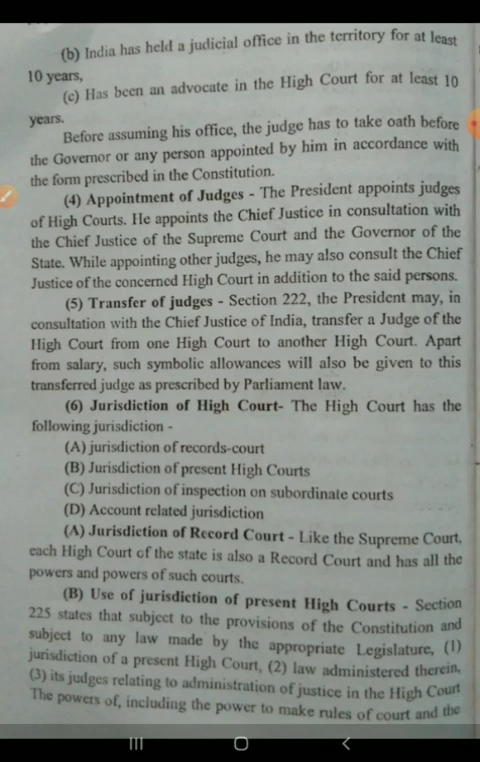 (b) India has held a judicial office in the territory for at least
10 years,
(c) Has been an advocate in the High Court for at least 10
years.
Before assuming his office, the judge has to take oath before
the Governor or any person appointed by him in accordance with
the form prescribed in the Constitution.
(4) Appointment of Judges - The President appoints judges
of High Courts. He appoints the Chief Justice in consultation with
the Chief Justice of the Supreme Court and the Governor of the
State. While appointing other judges, he may also consult the Chief
Justice of the concerned High Court in addition to the said persons.
(5) Transfer of judges - Section 222, the President may, in
consultation with the Chief Justice of India, transfer a Judge of the
High Court from one High Court to another High Court. Apart
from salary, such symbolic allowances will also be given to this
transferred judge as prescribed by Parliament law.
(6) Jurisdiction of High Court- The High Court has the
following jurisdiction -
(A) jurisdiction of records-court
(B) Jurisdiction of present High Courts
(C) Jurisdiction of inspection on subordinate courts
(D) Account related jurisdiction
(A) Jurisdiction of Record Court - Like the Supreme Court,
each High Court of the state is also a Record Court and has all the
powers and powers of such courts.
(B) Use of jurisdiction of present High Courts - Section
225 states that subject to the provisions of the Constitution and
subject to any law made by the appropriate Legislature, (1)
jurisdiction of a present High Court, (2) law administered therein,
(3) its judges relating to administration of justice in the High Court
The powers of, including the power to make rules of court and the